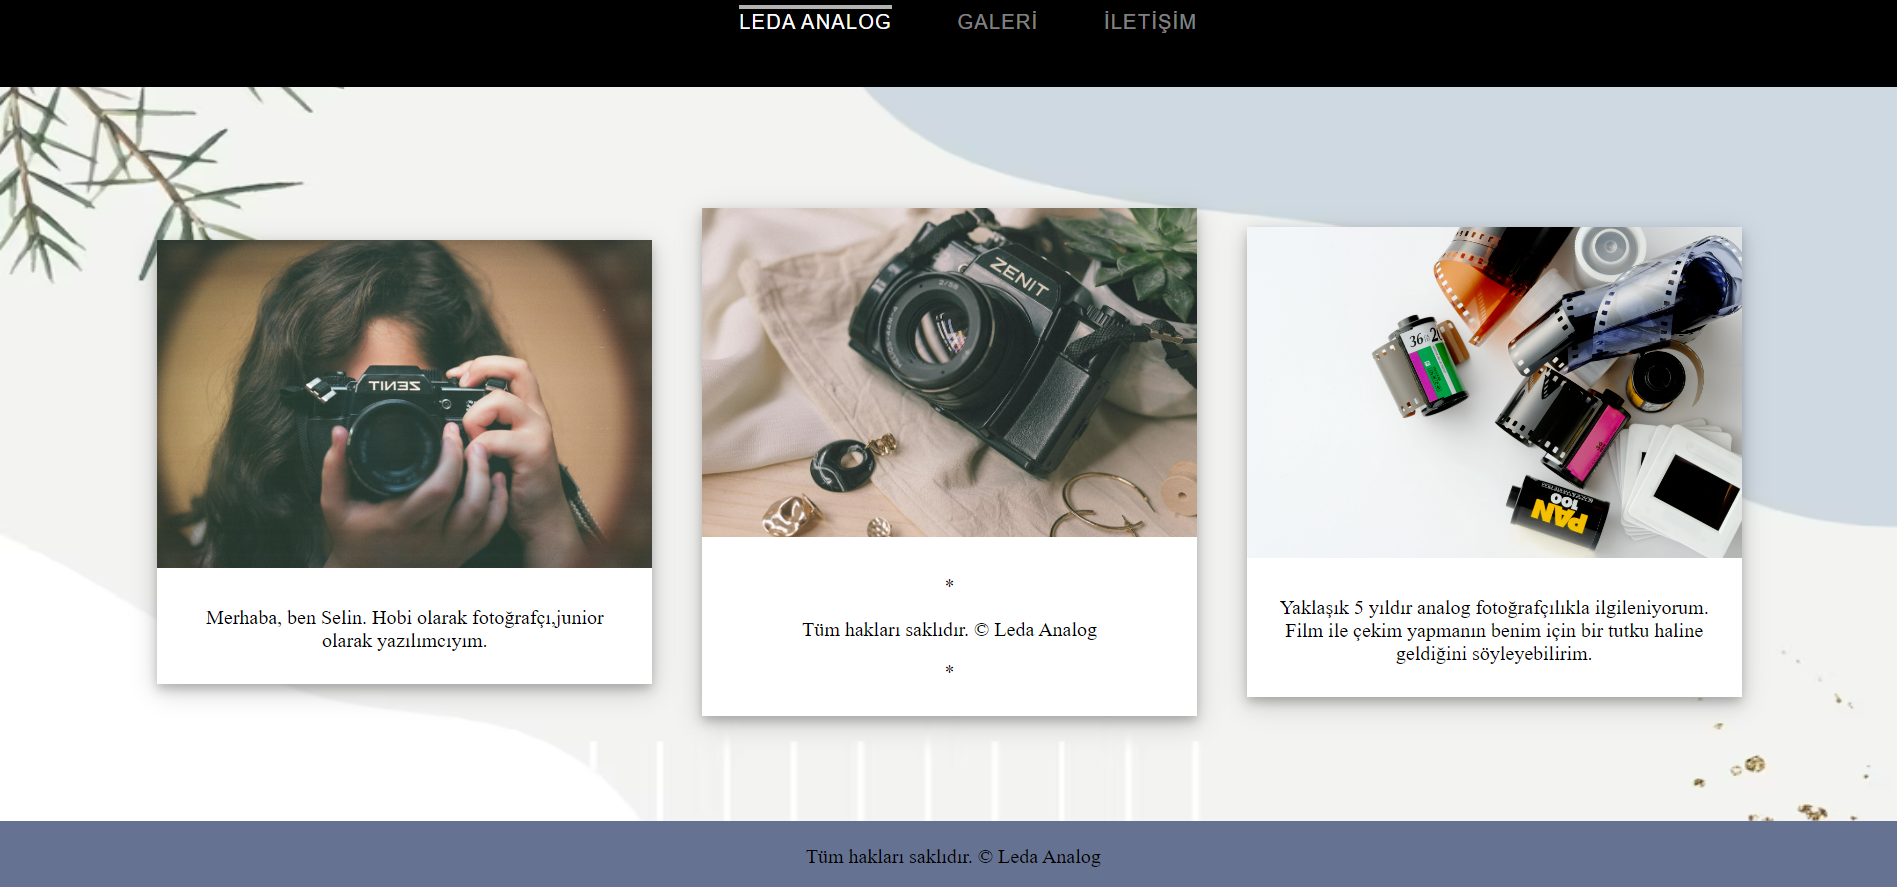 LEDA ANALOG
GALERİ
İLETİŞİM
ZENIT
Merhaba, ben Selin. Hobi olarak fotoğrafçı,junior
olarak yazılımcıyım.
ZENIT
2/58
*
Tüm hakları saklıdır. © Leda Analog
*
36
PAN
100
Yaklaşık 5 yıldır analog fotoğrafçılıkla ilgileniyorum.
Film ile çekim yapmanın benim için bir tutku haline
geldiğini söyleyebilirim.
Tüm hakları saklıdır. © Leda Analog